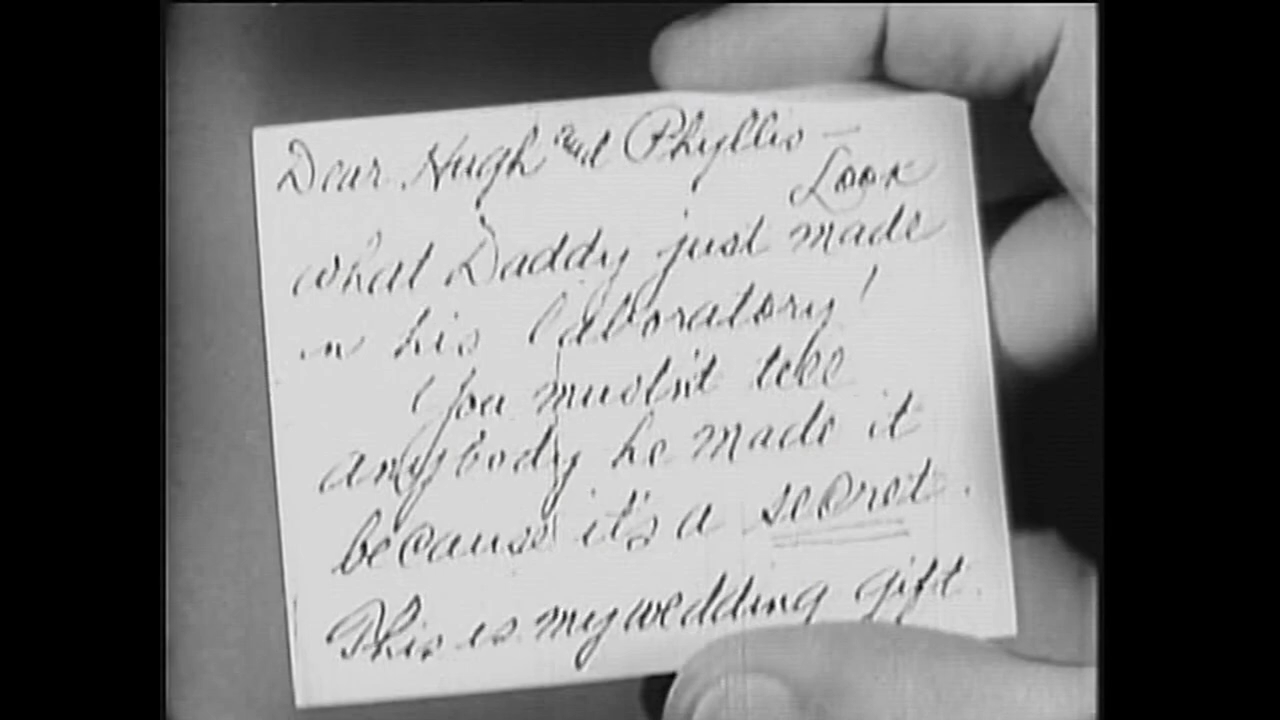 Dear Hugh and Phyllis –
Look
what Daddy just made
in his laboratory!
You mustn't tell
anybody he made it
because it's a secret.
This is my wedding gift.